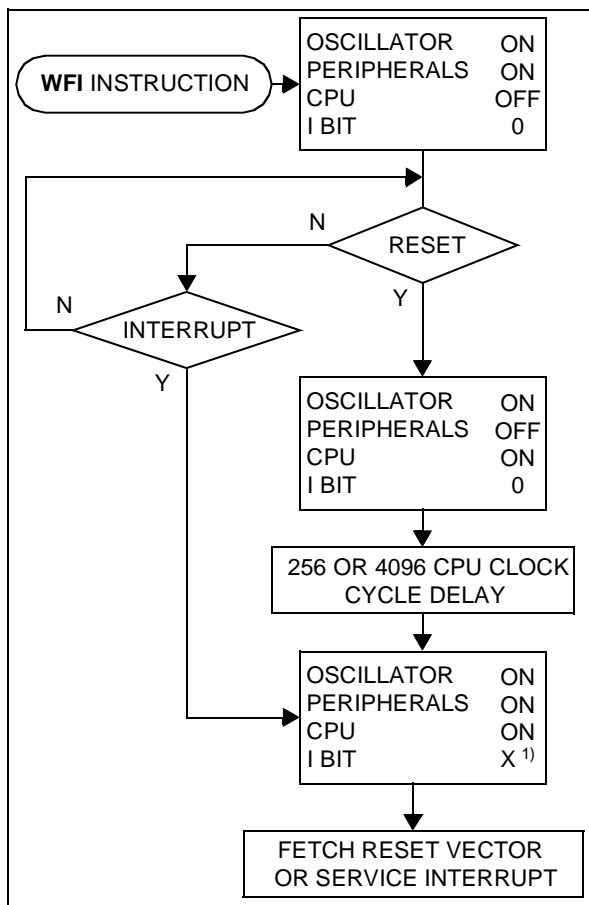 WFI INSTRUCTION
OSCILLATOR ON
PERIPHERALS ON
CPU OFF
I BIT 0
N
RESET
N
INTERRUPT
Y
Y
OSCILLATOR ON
PERIPHERALS OFF
CPU ON
I BIT 0
256 OR 4096 CPU CLOCK
CYCLE DELAY
OSCILLATOR ON
PERIPHERALS ON
CPU ON
I BIT X 1)
FETCH RESET VECTOR
OR SERVICE INTERRUPT